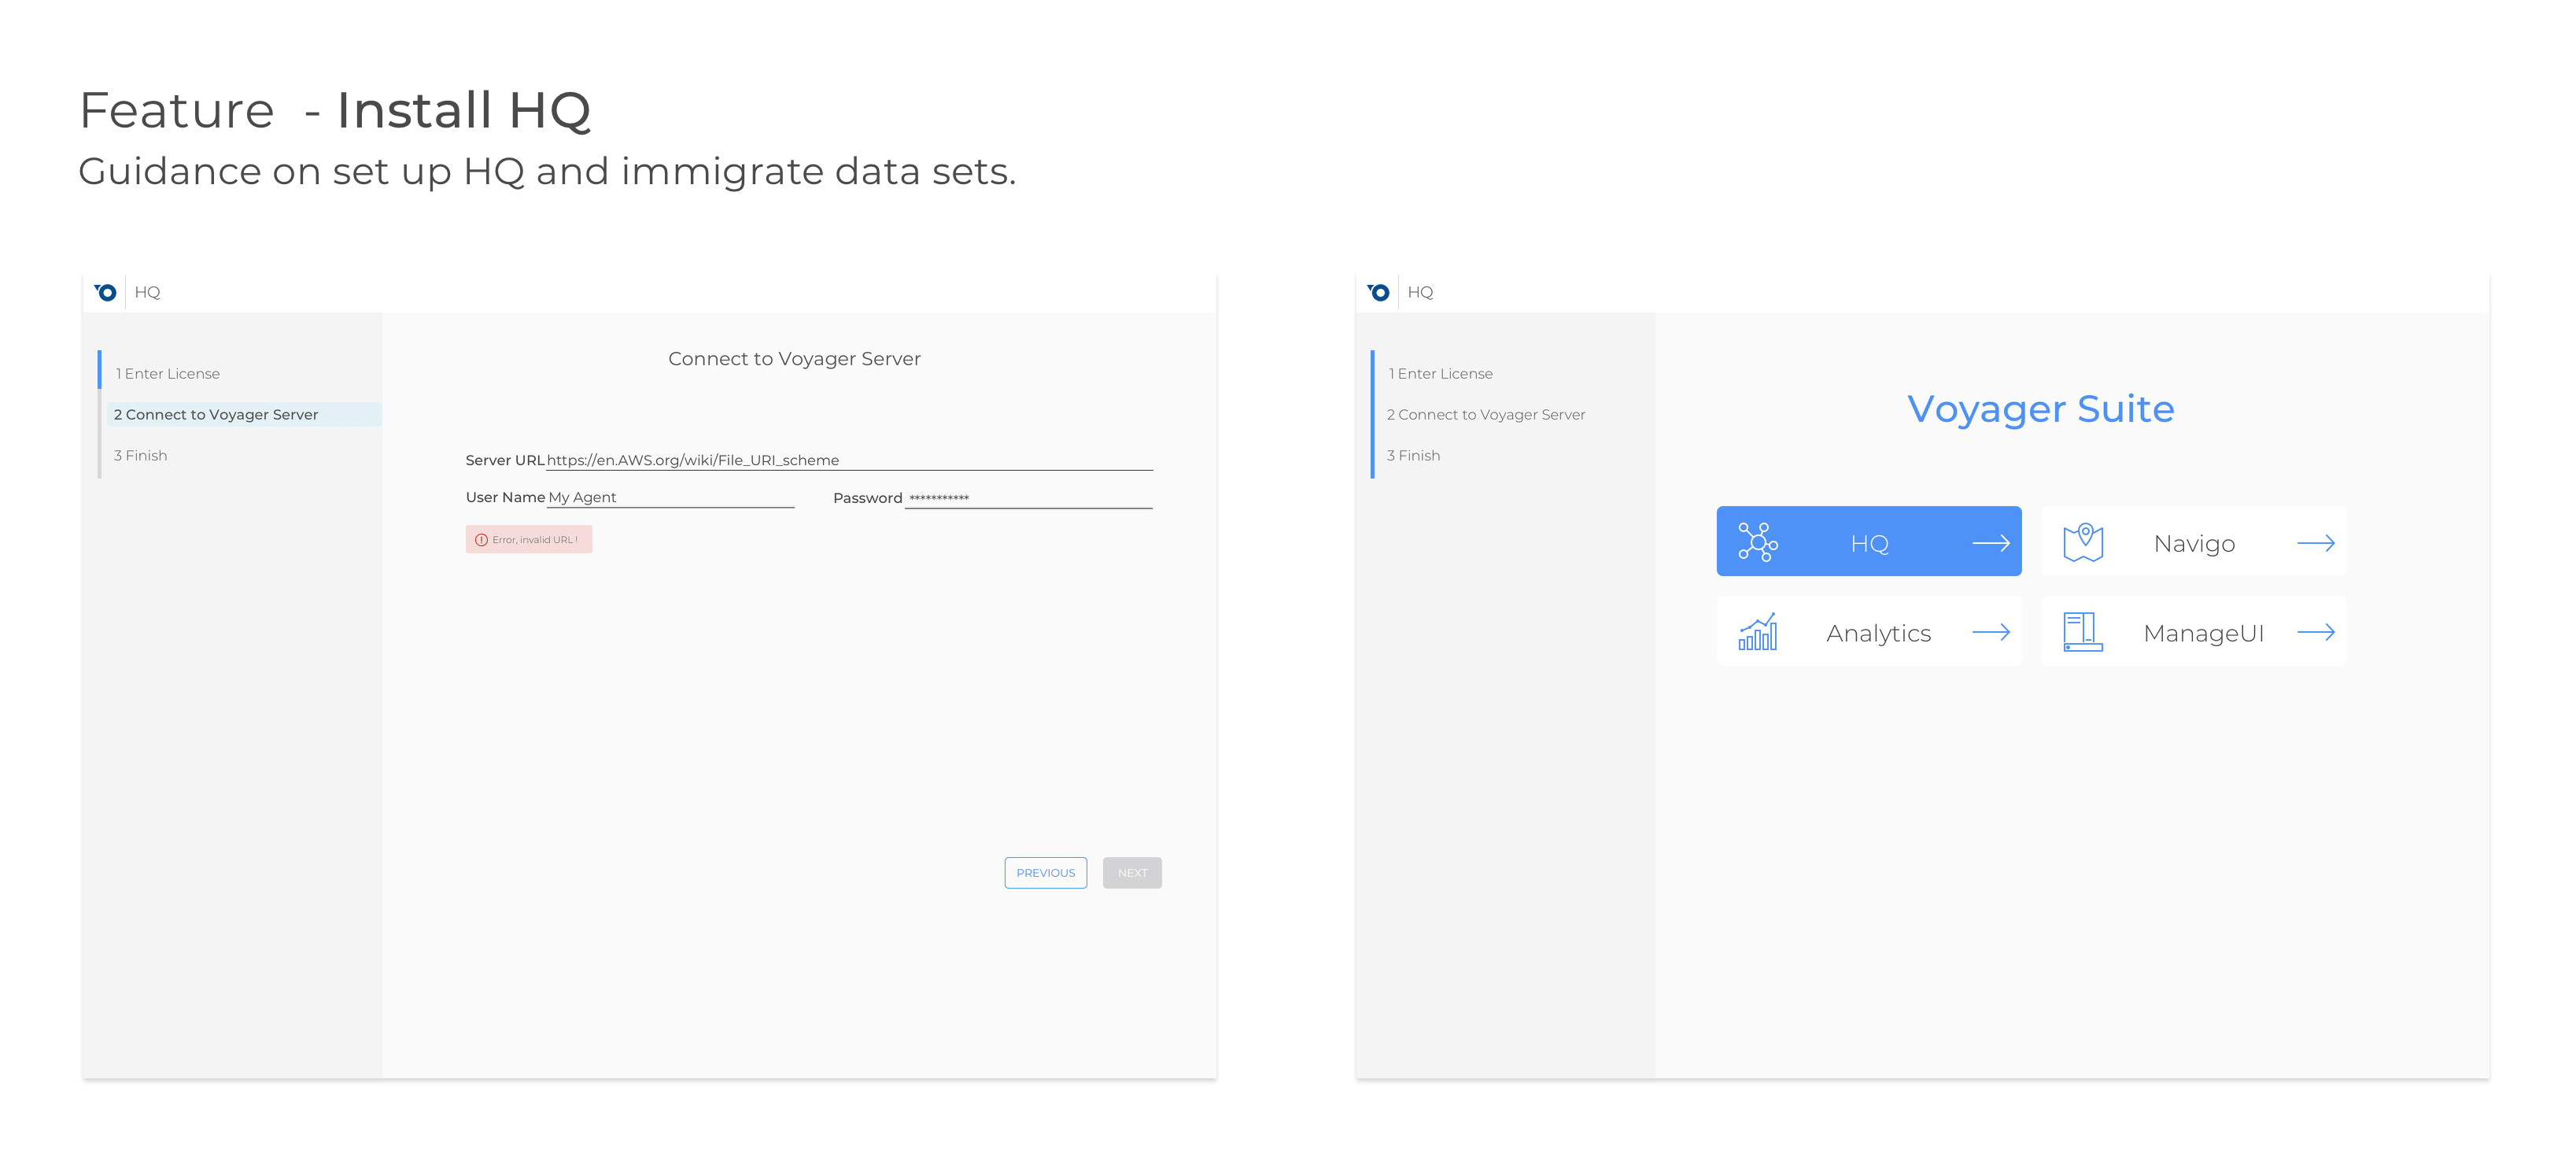 Feature - Install HQ
Guidance on set up HQ and immigrate data sets.
HQ
1 Enter License
2 Connect to Voyager Server
3 Finish
Connect to Voyager Server
Server URL https://en.AWS.org/wiki/File_URI_scheme
User Name My Agent Password ***********
Error, invalid URL !
PREVIOUS NEXT
HQ
1 Enter License
2 Connect to Voyager Server
3 Finish
Voyager Suite
HQ Navigo
Analytics ManageUI